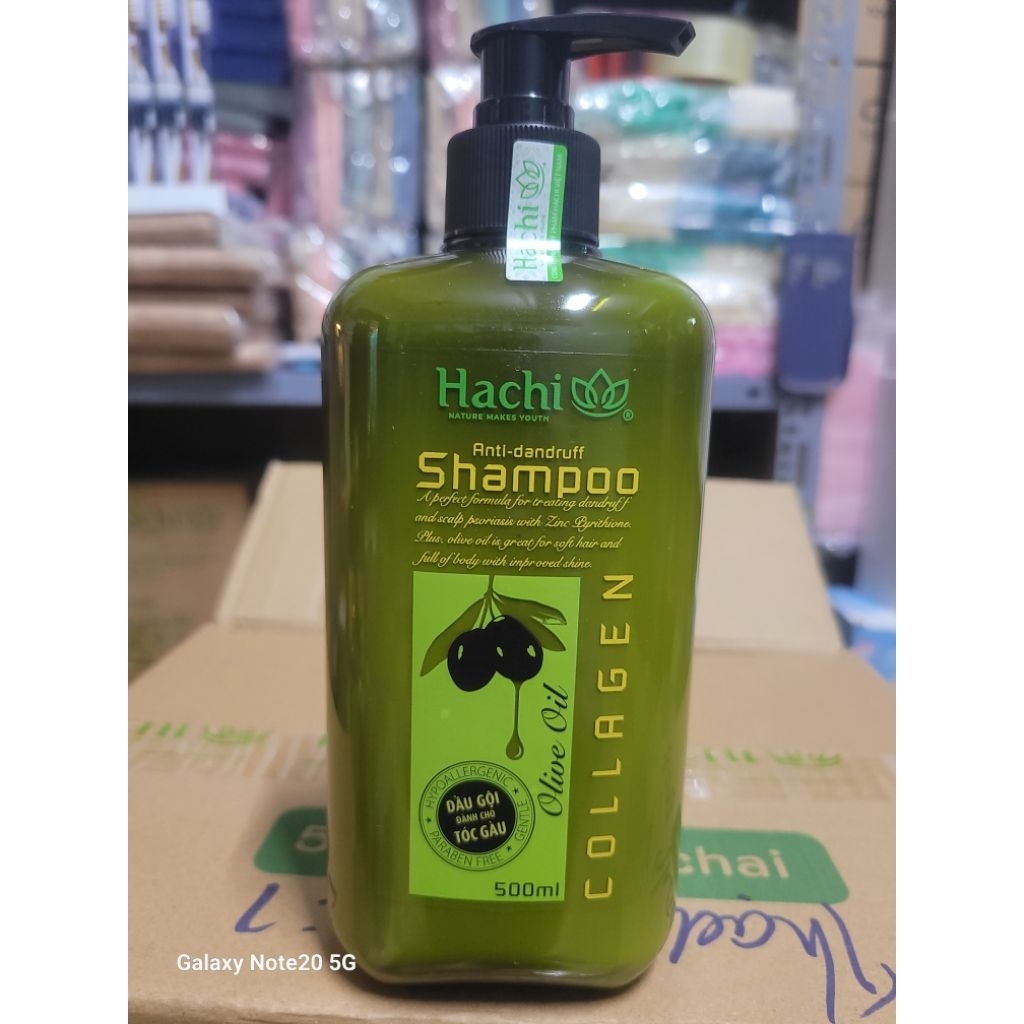 Hachi
Hachi
NATURE MAKES YOUTH
®
Anti-dandruff
Shampoo
A perfect formula for treating dandruff
and scalp psoriasis with Zinc Pyrithione.
Plus, olive oil is great for soft hair and
full of body with improved shine.
COLLAGEN
Olive Oil
HYPOALLERGENIC
DẦU GỘI
DÀNH CHO
TÓC GÀU
GENTLE
PARABEN FREE
500ml
chai
Galaxy Note20 5G